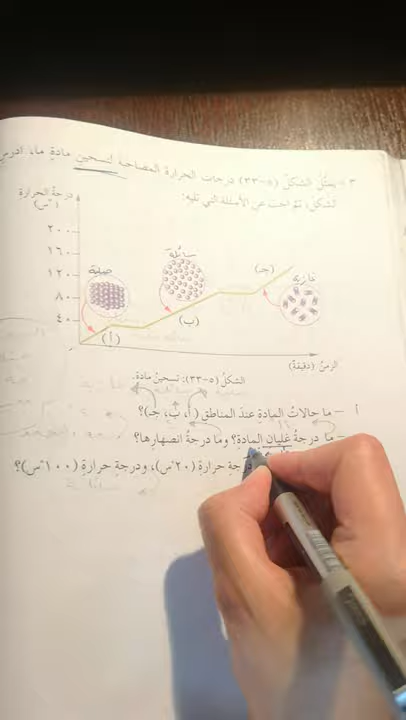 ٣ – يمثل الشكل (٥-٣٣) درجات الحرارة المصاحبة لتسخين مادة ما، ادرس
الشكل، ثم أجب عن الأسئلة التي تليه:
درجة الحرارة
(°س)
٢٠٠
١٦٠
١٢٠
٨٠
٤٠
صلبة
سائلة
غازية
(أ)
(ب)
(جـ)
الزمن (دقيقة)
الشكل (٥-٣٣): تسخين مادة.
أ – ما حالات المادة عند المناطق (أ، ب، جـ)؟
– ما درجة غليان المادة؟ وما درجة انصهارها؟
درجة حرارة (٢٠°س)، ودرجة حرارة (١٠٠°س)؟